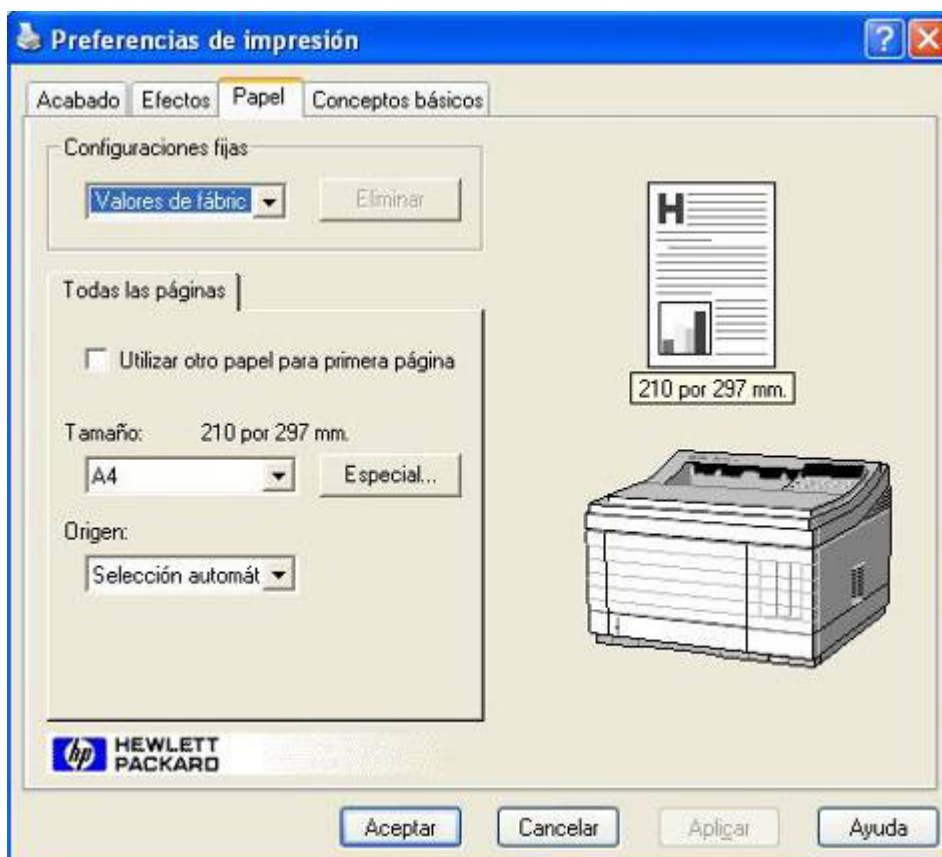 Preferencias de impresión
Acabado Efectos Papel Conceptos básicos
Configuraciones fijas
Valores de fábric Eliminar
Todas las páginas
Utilizar otro papel para primera página
Tamaño: 210 por 297 mm.
A4 Especial...
Origen:
Selección automát
H
210 por 297 mm.
hp HEWLETT
PACKARD
Aceptar Cancelar Aplicar Ayuda